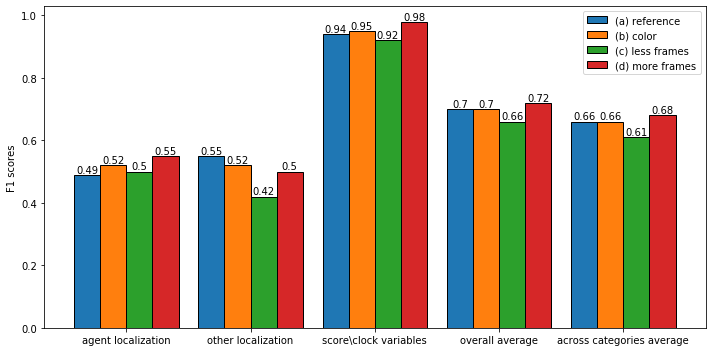 1.0
0.8
0.6
0.4
0.2
0.0
F1 scores
0.49
0.52
0.5
0.55
0.55
0.52
0.42
0.5
0.94
0.95
0.92
0.98
0.7
0.7
0.66
0.72
0.66
0.66
0.61
0.68
(a) reference
(b) color
(c) less frames
(d) more frames
agent localization
other localization
score\clock variables
overall average
across categories average